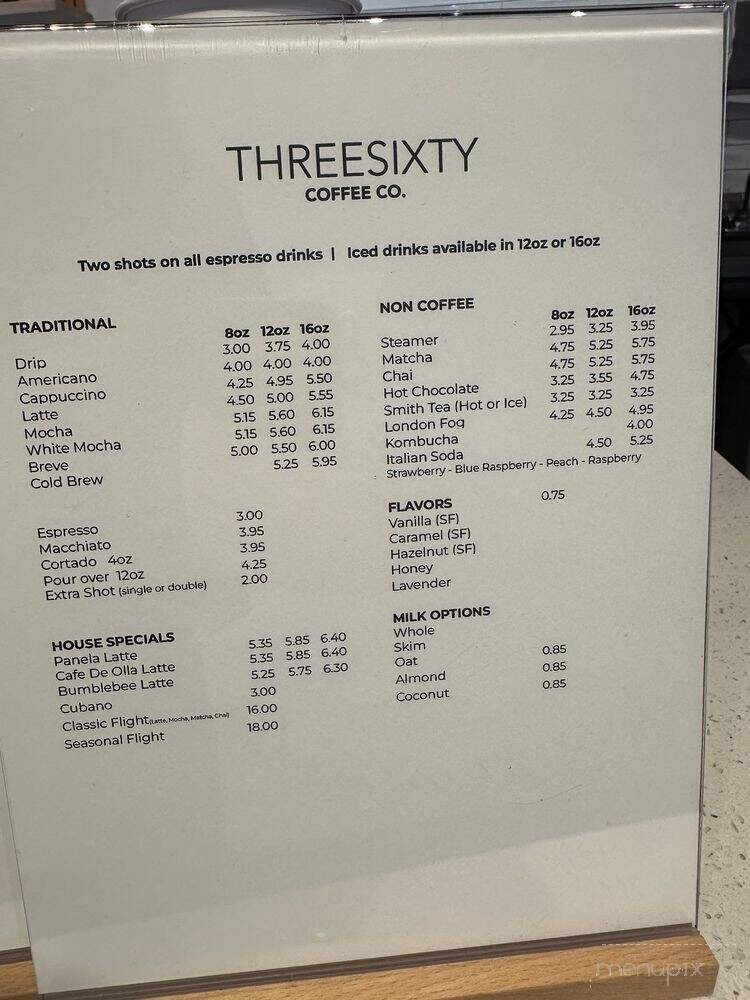 THREESIXTY
COFFEE CO.
Two shots on all espresso drinks | Iced drinks available in 12oz or 16oz
TRADITIONAL
8oz 12oz 16oz
Drip 3.00 3.75 4.00
Americano 4.00 4.00 4.00
Cappuccino 4.25 4.95 5.50
Latte 4.50 5.00 5.55
Mocha 5.15 5.60 6.15
White Mocha 5.15 5.60 6.15
Breve 5.00 5.50 6.00
Cold Brew 5.25 5.95
Espresso 3.00
Macchiato 3.95
Cortado 4oz 3.95
Pour over 12oz 4.25
Extra Shot (single or double) 2.00
HOUSE SPECIALS
Panela Latte 5.35 5.85 6.40
Cafe De Olla Latte 5.35 5.85 6.40
Bumblebee Latte 5.25 5.75 6.30
Cubano 3.00
Classic Flight (Latte, Mocha, Matcha, Chai) 16.00
Seasonal Flight 18.00
NON COFFEE
8oz 12oz 16oz
Steamer 2.95 3.25 3.95
Matcha 4.75 5.25 5.75
Chai 4.75 5.25 5.75
Hot Chocolate 3.25 3.55 4.75
Smith Tea (Hot or Ice) 3.25 3.25 3.25
London Fog 4.25 4.50 4.95
Kombucha 4.00
Italian Soda 4.50 5.25
Strawberry - Blue Raspberry - Peach - Raspberry
FLAVORS 0.75
Vanilla (SF)
Caramel (SF)
Hazelnut (SF)
Honey
Lavender
MILK OPTIONS
Whole
Skim
Oat 0.85
Almond 0.85
Coconut 0.85
menupix